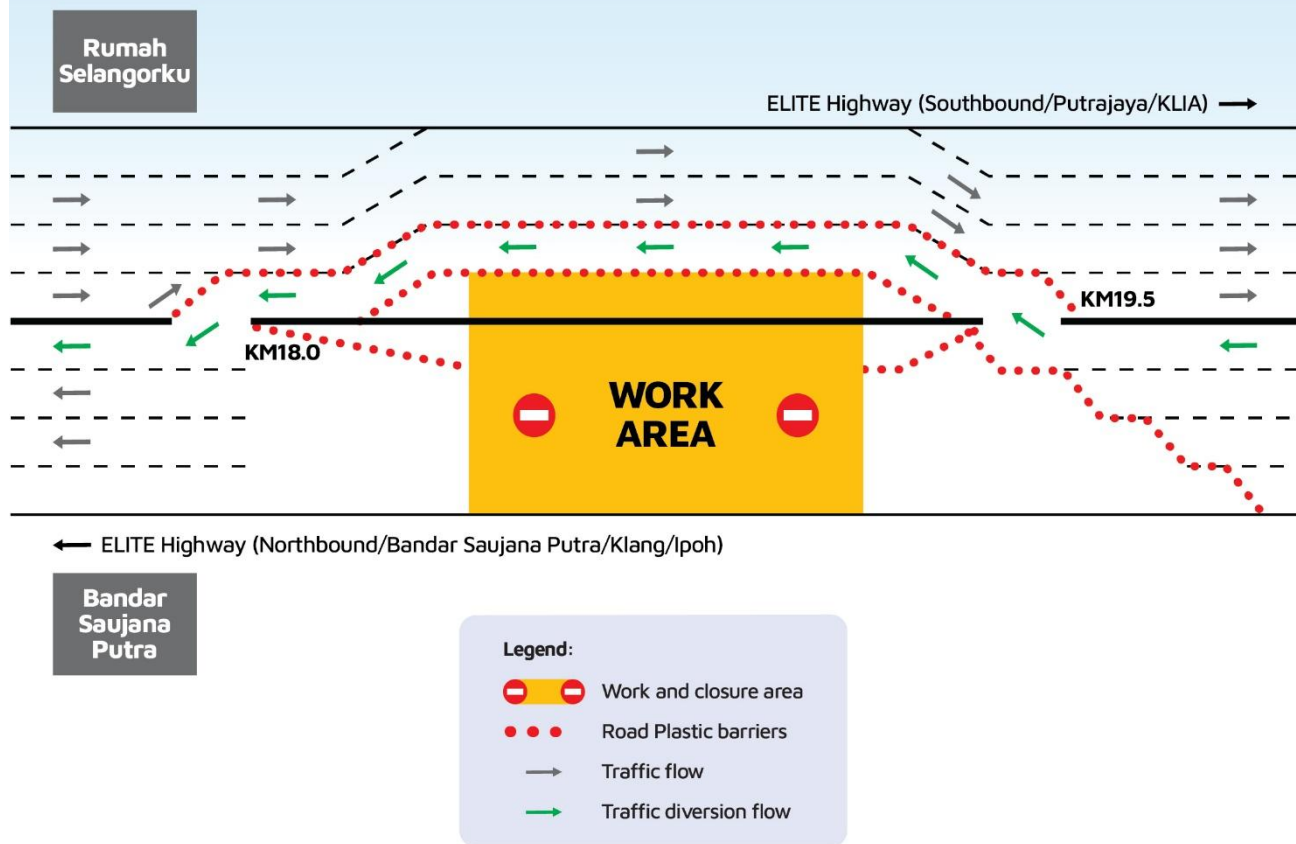 Rumah
Selangorku
ELITE Highway (Southbound/Putrajaya/KLIA)
KM19.5
KM18.0
WORK
AREA
ELITE Highway (Northbound/Bandar Saujana Putra/Klang/Ipoh)
Bandar
Saujana
Putra
Legend:
Work and closure area
Road Plastic barriers
Traffic flow
Traffic diversion flow